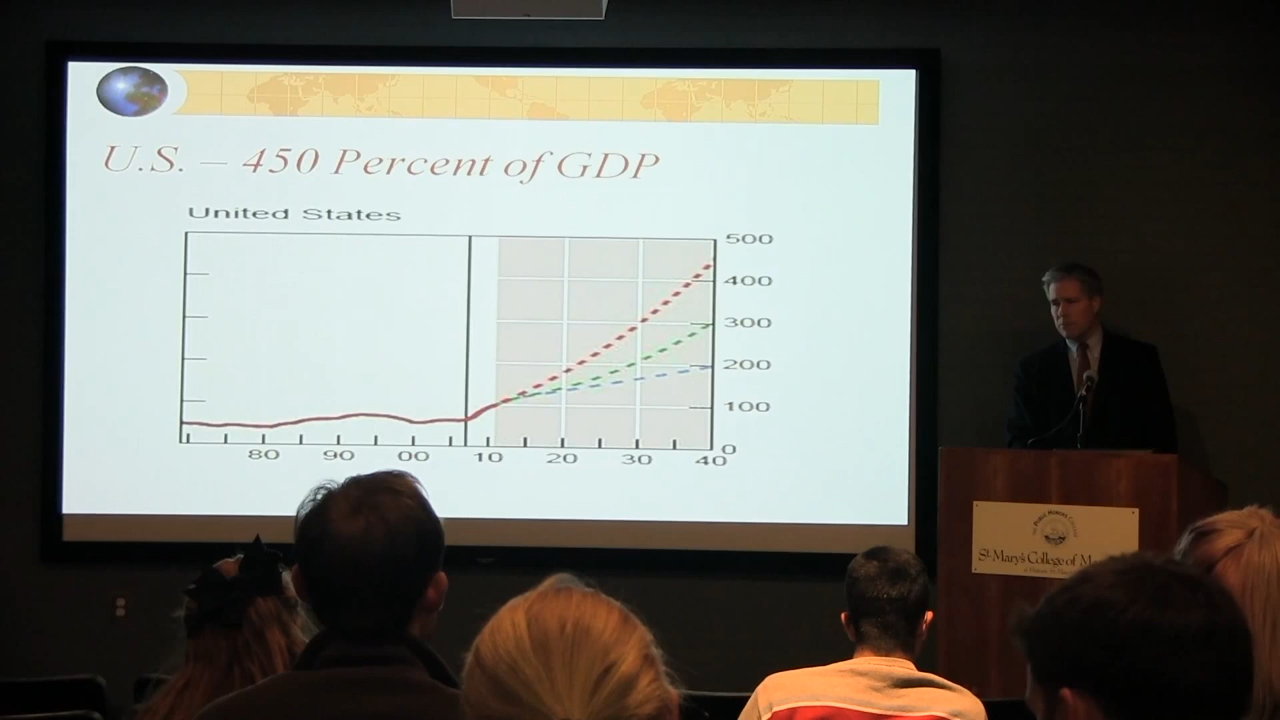 U.S. – 450 Percent of GDP
United States
500
400
300
200
100
0
80 90 00 10 20 30 40
St. Mary's College of